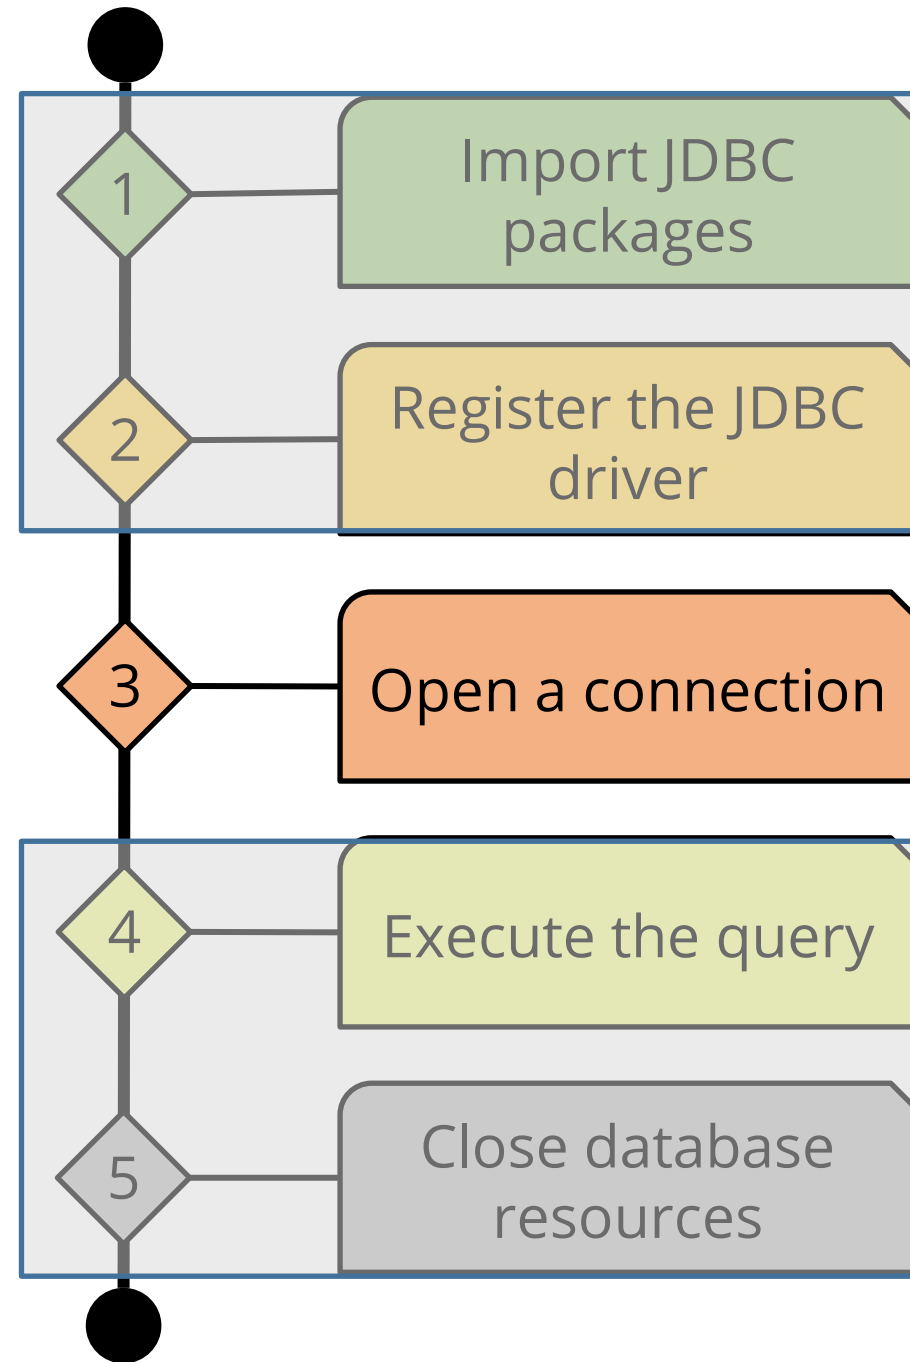 1
Import JDBC
packages
2
Register the JDBC
driver
3
Open a connection
4
Execute the query
5
Close database
resources